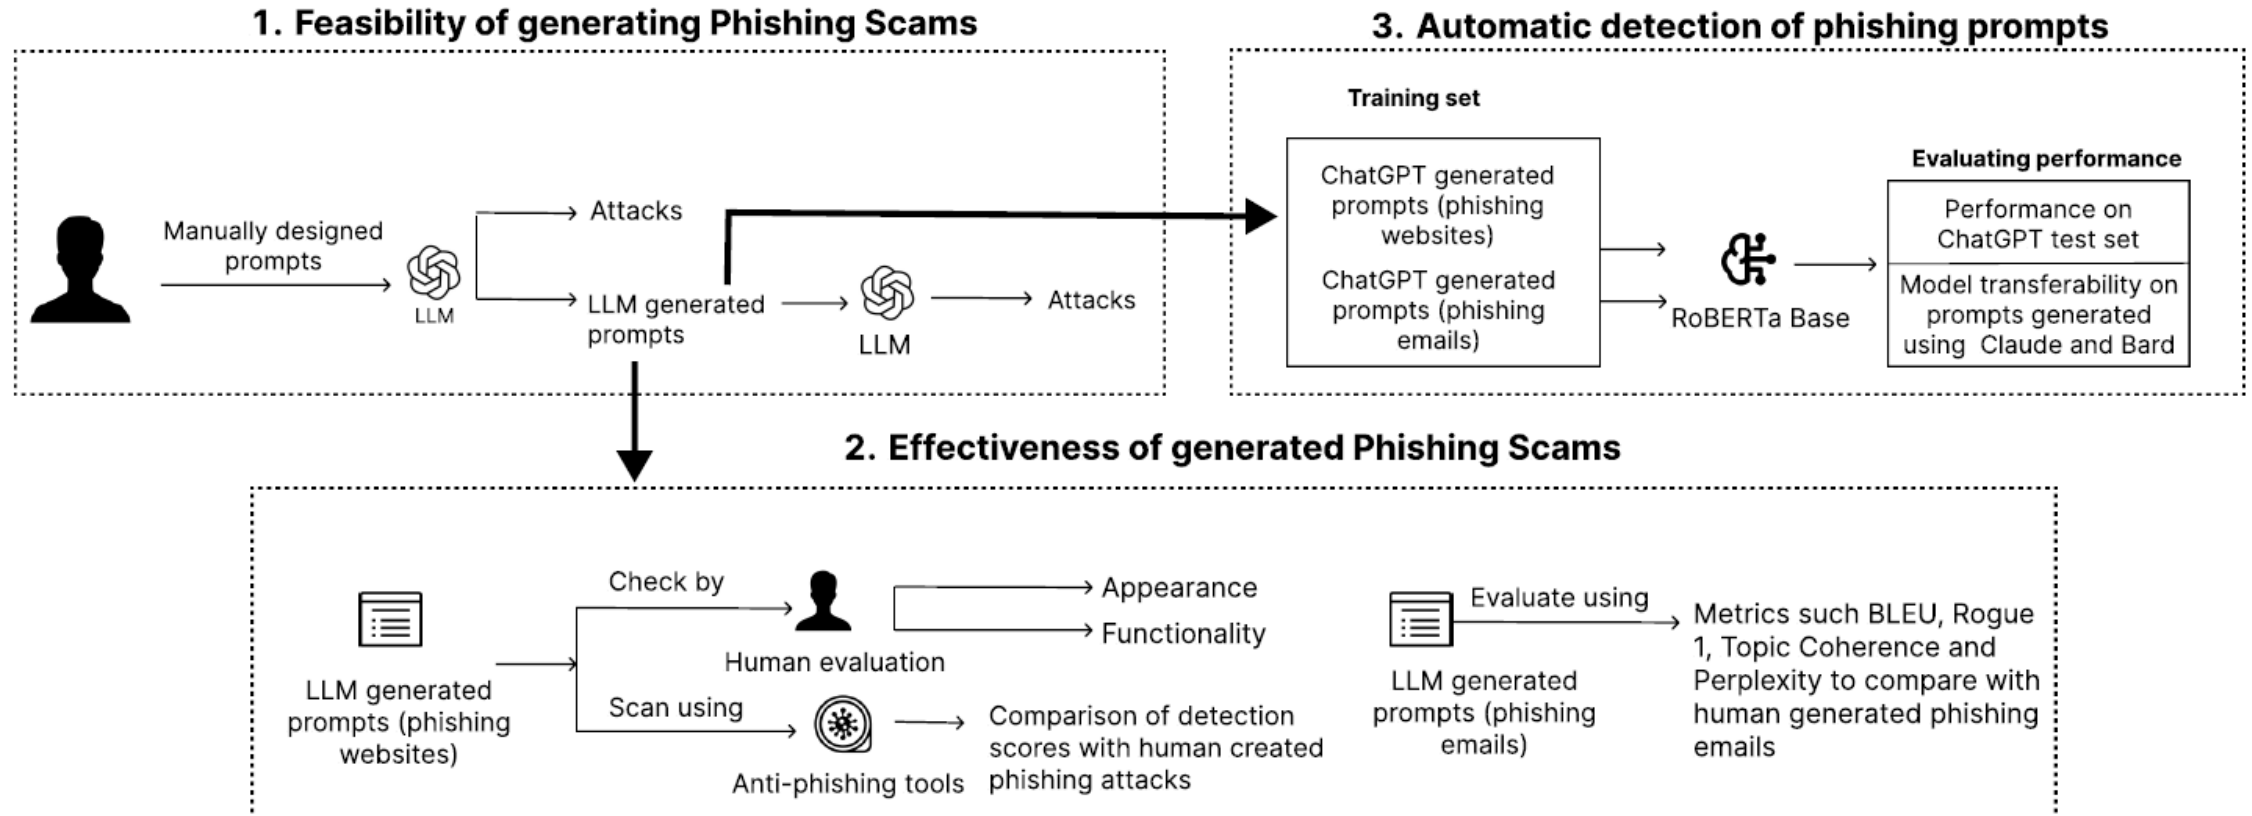 1. Feasibility of generating Phishing Scams
Manually designed
prompts
LLM
Attacks
LLM generated
prompts
LLM
Attacks
3. Automatic detection of phishing prompts
Training set
ChatGPT generated
prompts (phishing
websites)
ChatGPT generated
prompts (phishing
emails)
RoBERTa Base
Evaluating performance
Performance on
ChatGPT test set
Model transferability on
prompts generated
using Claude and Bard
2. Effectiveness of generated Phishing Scams
LLM generated
prompts (phishing
websites)
Check by
Human evaluation
Appearance
Functionality
Scan using
Anti-phishing tools
Comparison of detection
scores with human created
phishing attacks
LLM generated
prompts (phishing
emails)
Evaluate using
Metrics such BLEU, Rogue
1, Topic Coherence and
Perplexity to compare with
human generated phishing
emails